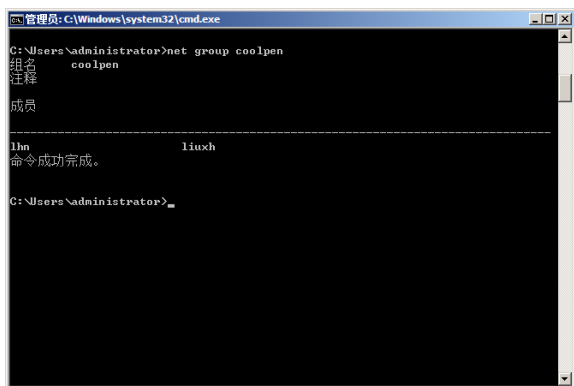 管理员: C:\Windows\system32\cmd.exe
C:\Users\administrator>net group coolpen
组名 coolpen
注释
成员
-------------------------------------------------------------------------------
lhn liuxh
命令成功完成。
C:\Users\administrator>_